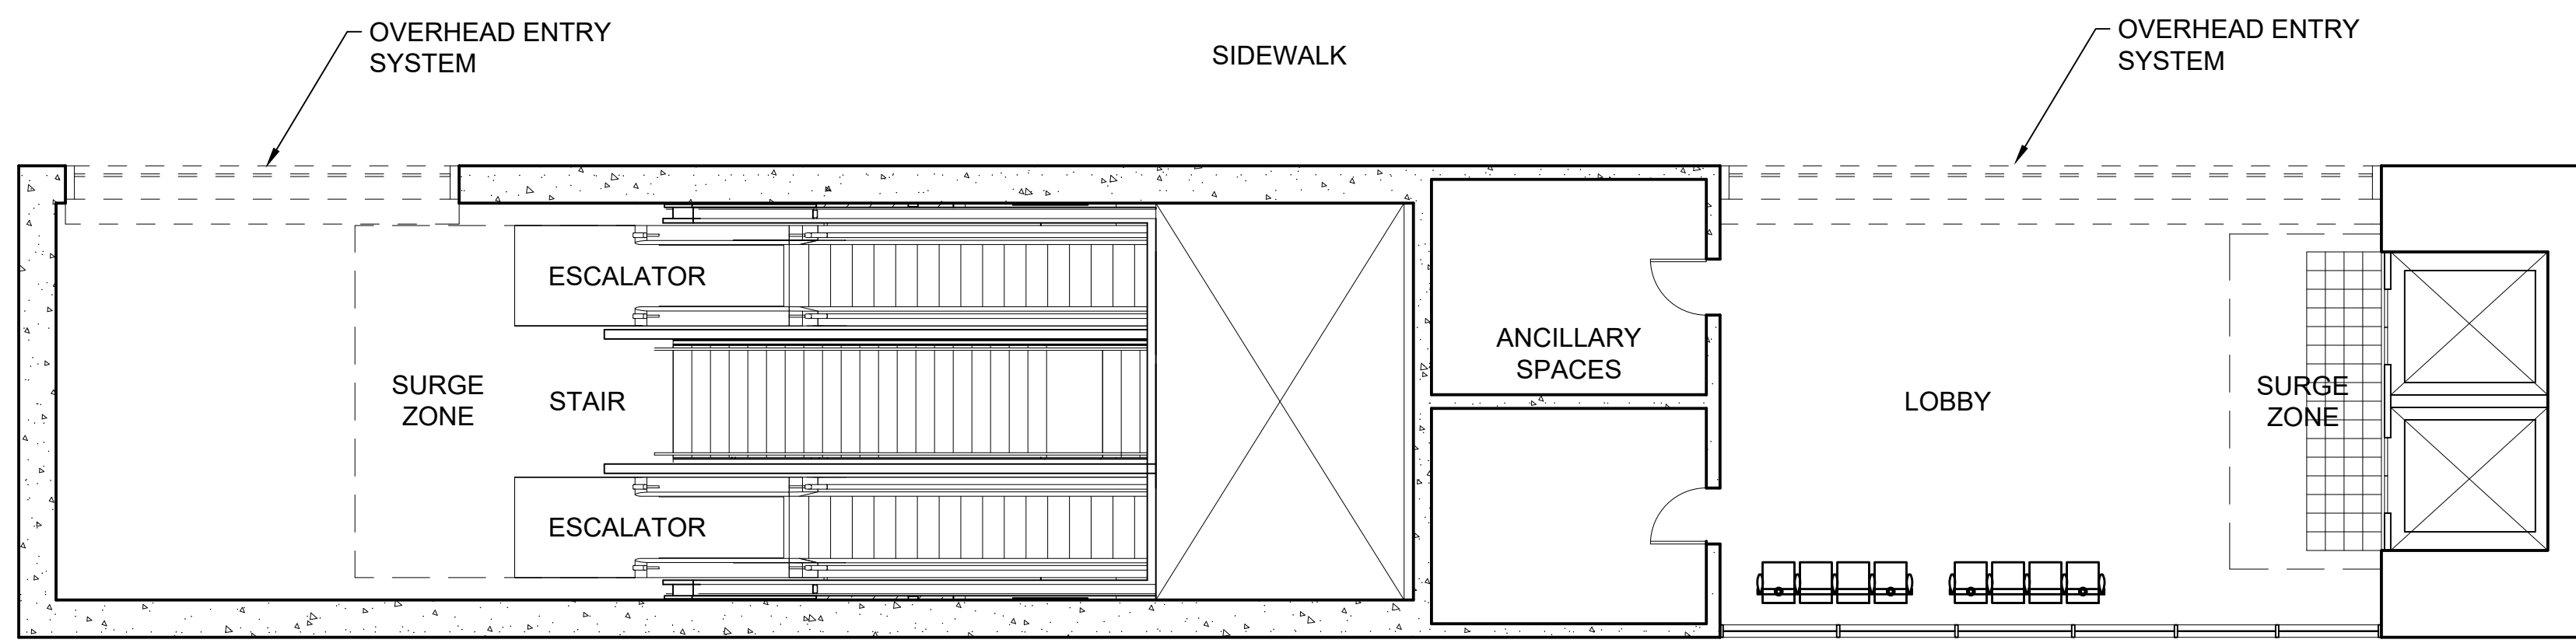 OVERHEAD ENTRY
SYSTEM
SIDEWALK
OVERHEAD ENTRY
SYSTEM
ESCALATOR
SURGE
ZONE
STAIR
ESCALATOR
ANCILLARY
SPACES
LOBBY
SURGE
ZONE